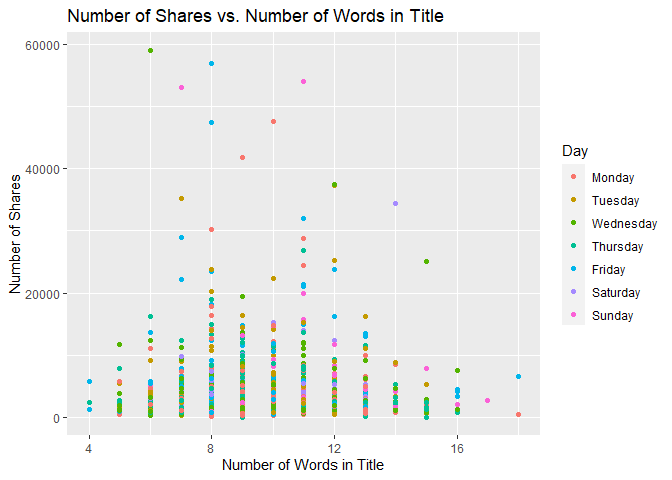 Number of Shares vs. Number of Words in Title
60000
40000
20000
0
Number of Shares
4 8 12 16
Number of Words in Title
Day
Monday
Tuesday
Wednesday
Thursday
Friday
Saturday
Sunday